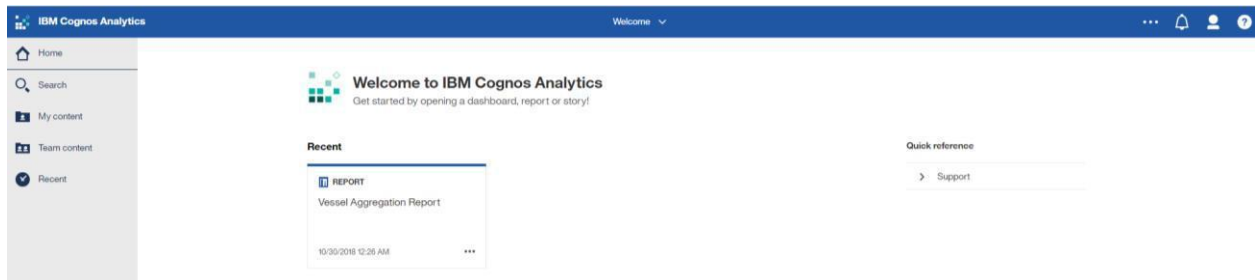 IBM Cognos Analytics
Welcome
Home
Search
My content
Team content
Recent
Welcome to IBM Cognos Analytics
Get started by opening a dashboard, report or story!
Recent
REPORT
Vessel Aggregation Report
10/30/2018 12:26 AM
Quick reference
Support